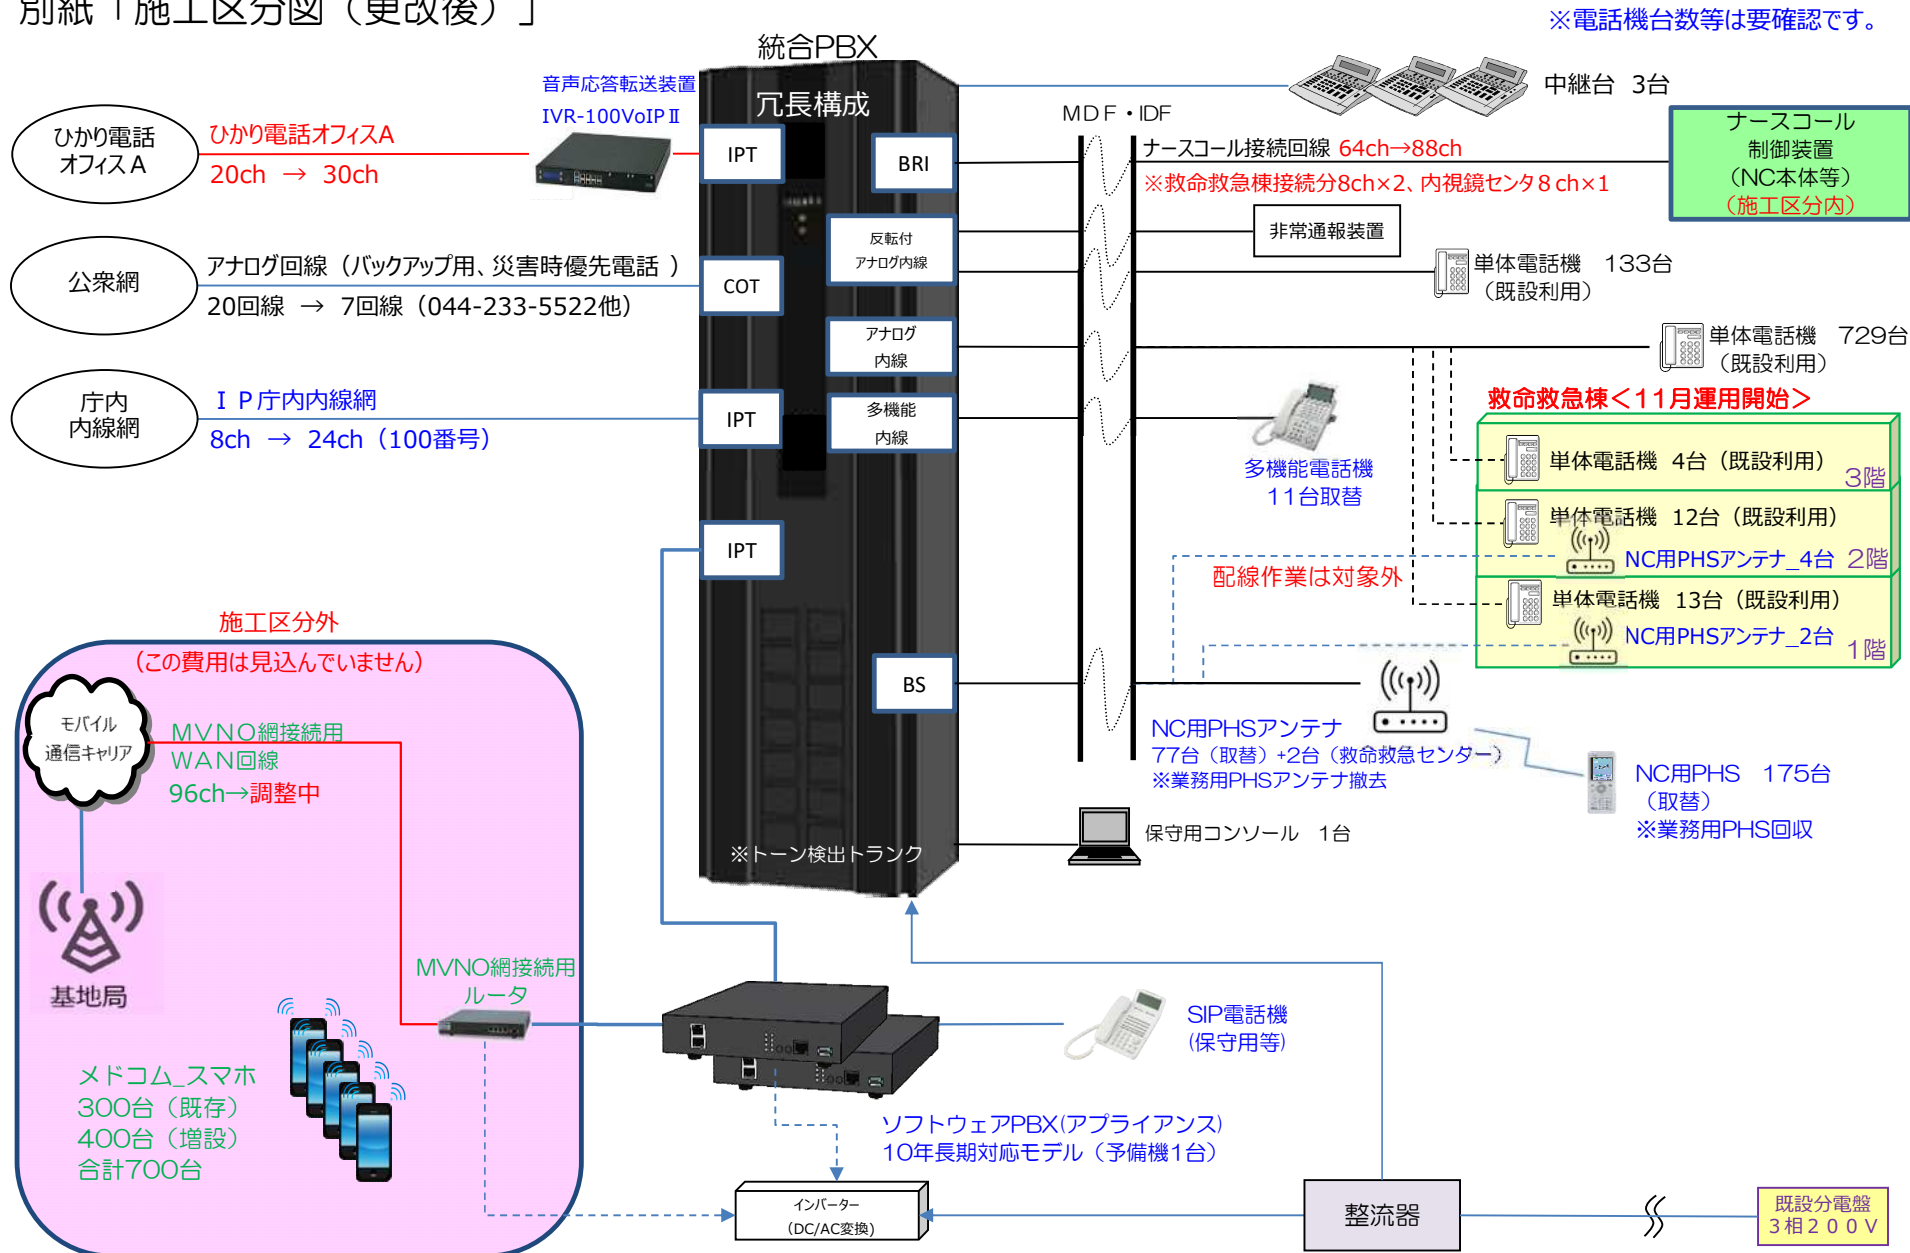 別紙「施工区分図（更改後）」
※電話機台数等は要確認です。
統合PBX
冗長構成
音声応答転送装置
IVR-100VoIPⅡ
ひかり電話
オフィスA
ひかり電話オフィスA
20ch → 30ch
IPT
BRI
MDF・IDF
中継台 3台
ナースコール接続回線 64ch→88ch
※救命救急棟接続分8ch×2、内視鏡センタ８ch×1
ナースコール
制御装置
（NC本体等）
（施工区分内）
反転付
アナログ内線
非常通報装置
公衆網
アナログ回線（バックアップ用、災害時優先電話 ）
20回線 → 7回線（044-233-5522他）
COT
単体電話機 133台
（既設利用）
アナログ
内線
単体電話機 729台
（既設利用）
庁内
内線網
ＩＰ庁内内線網
8ch → 24ch（100番号）
IPT
多機能
内線
多機能電話機
11台取替
救命救急棟＜11月運用開始＞
単体電話機 4台（既設利用）
3階
単体電話機 12台（既設利用）
NC用PHSアンテナ_4台
2階
単体電話機 13台（既設利用）
NC用PHSアンテナ_2台
1階
配線作業は対象外
IPT
BS
NC用PHSアンテナ
77台（取替）+2台（救命救急センター）
※業務用PHSアンテナ撤去
NC用PHS 175台
（取替）
※業務用PHS回収
保守用コンソール 1台
※トーン検出トランク
施工区分外
（この費用は見込んでいません）
モバイル
通信キャリア
MVNO網接続用
WAN回線
96ch→調整中
基地局
MVNO網接続用
ルータ
メドコム_スマホ
300台（既存）
400台（増設）
合計700台
SIP電話機
(保守用等)
ソフトウェアPBX(アプライアンス)
10年長期対応モデル（予備機1台）
インバーター
（DC/AC変換)
整流器
既設分電盤
３相２００Ｖ